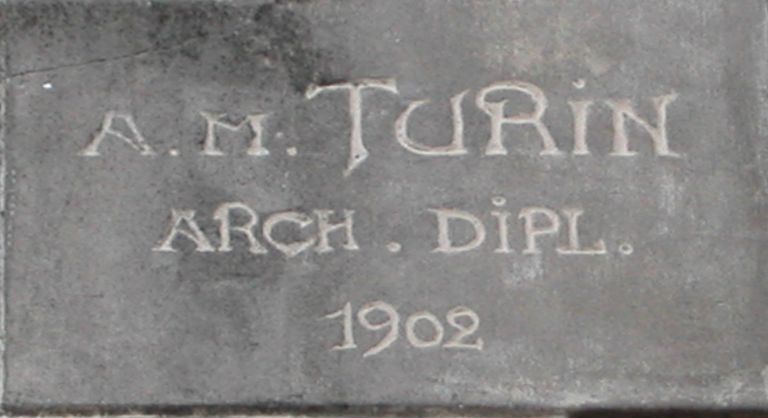 A. M. TURiN
ARCH. DiPL.
1902